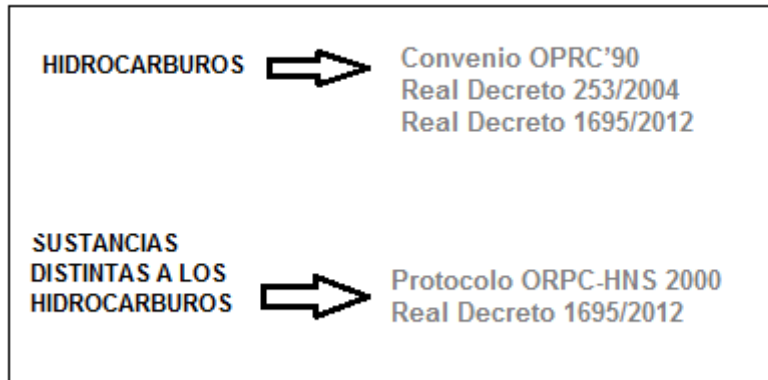 HIDROCARBUROS
Convenio OPRC'90
Real Decreto 253/2004
Real Decreto 1695/2012
SUSTANCIAS
DISTINTAS A LOS
HIDROCARBUROS
Protocolo ORPC-HNS 2000
Real Decreto 1695/2012